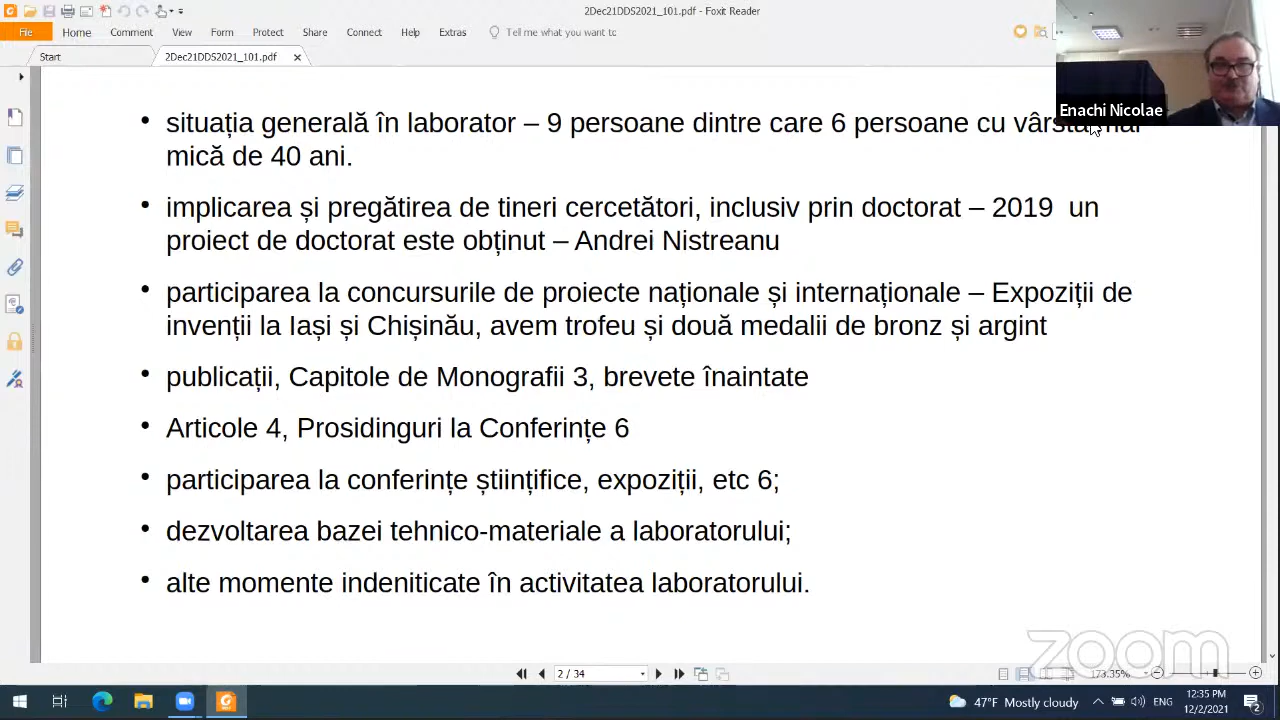 2Dec21DDS2021_101.pdf - Foxit Reader
File Home Comment View Form Protect Share Connect Help Extras Tell me what you want to
Start 2Dec21DDS2021_101.pdf
Enachi Nicolae
• situația generală în laborator – 9 persoane dintre care 6 persoane cu
mică de 40 ani.
• implicarea și pregătirea de tineri cercetători, inclusiv prin doctorat – 2019 un
proiect de doctorat este obținut – Andrei Nistreanu
• participarea la concursurile de proiecte naționale și internaționale – Expoziții de
invenții la Iași și Chișinău, avem trofeu și două medalii de bronz și argint
• publicații, Capitole de Monografii 3, brevete înaintate
• Articole 4, Prosidinguri la Conferințe 6
• participarea la conferințe științifice, expoziții, etc 6;
• dezvoltarea bazei tehnico-materiale a laboratorului;
• alte momente indeniticate în activitatea laboratorului.
zoom
2 / 34
173.35%
47°F Mostly cloudy
ENG
12:35 PM
12/2/2021
2